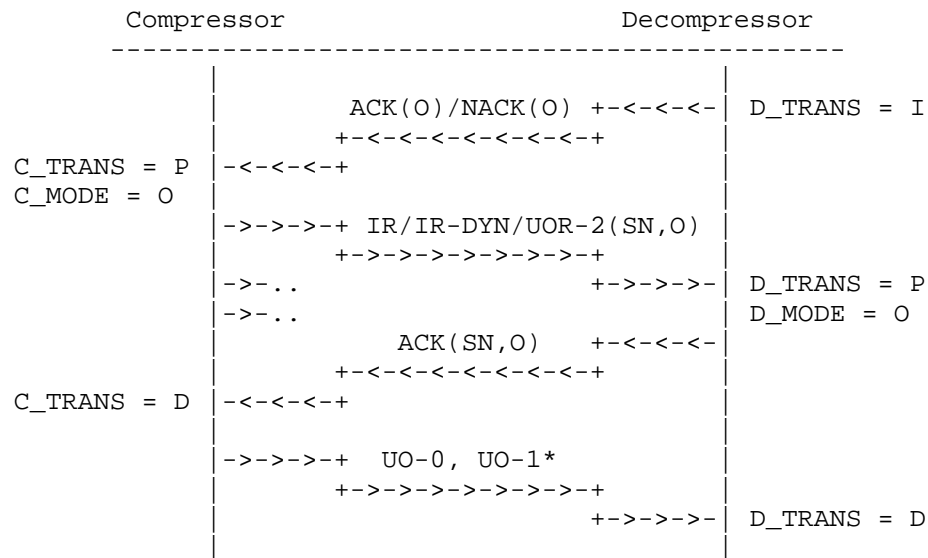 Compressor                     Decompressor
       ----------------------------------------------
               |                               |
               |        ACK(O)/NACK(O) +-<-<-<-|  D_TRANS = I
               |       +-<-<-<-<-<-<-<-+       |
 C_TRANS = P   |-<-<-<-+                       |
 C_MODE = O    |                               |
               |->->->-+ IR/IR-DYN/UOR-2(SN,O) |
               |       +->->->->->->->-+       |
               |->-..                  +->->->-|  D_TRANS = P
               |->-..                          |  D_MODE = O
               |           ACK(SN,O)   +-<-<-<-|
               |       +-<-<-<-<-<-<-<-+       |
 C_TRANS = D   |-<-<-<-+                       |
               |                               |
               |->->->-+  UO-0, UO-1*          |
               |       +->->->->->->->-+       |
               |                       +->->->-|  D_TRANS = D
               |                               |